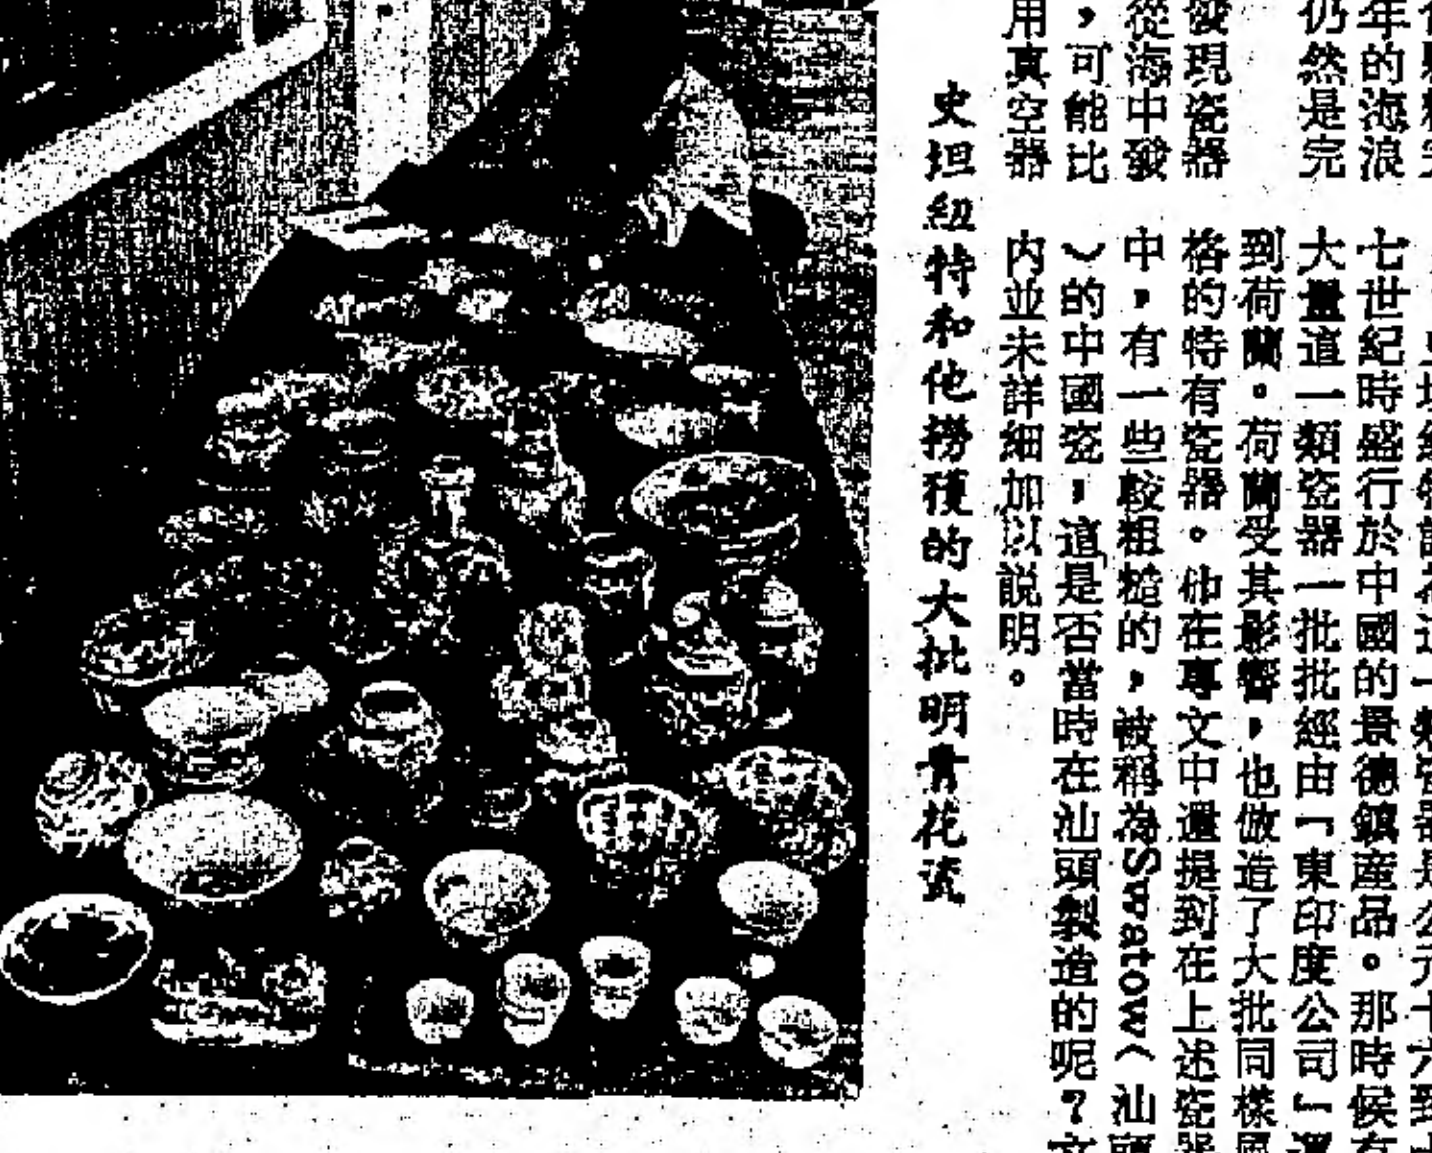 年的海浪
仍然是完
發現瓷器
從海中發
，可能比
用真空器
七世紀時盛行於中國的景德鎮產品。那時候有
大量這一類瓷器一批批經由「東印度公司」運
到荷蘭。荷蘭受其影響，也倣造了大批同樣風
格的特有瓷器。他在專文中還提到在上述瓷器
中，有一些較粗糙的，被稱為Swatow（汕頭
）的中國瓷，這是否當時在汕頭製造的呢？文
內並未詳細加以說明。
史坦紐特和他撈獲的大批明青花瓷